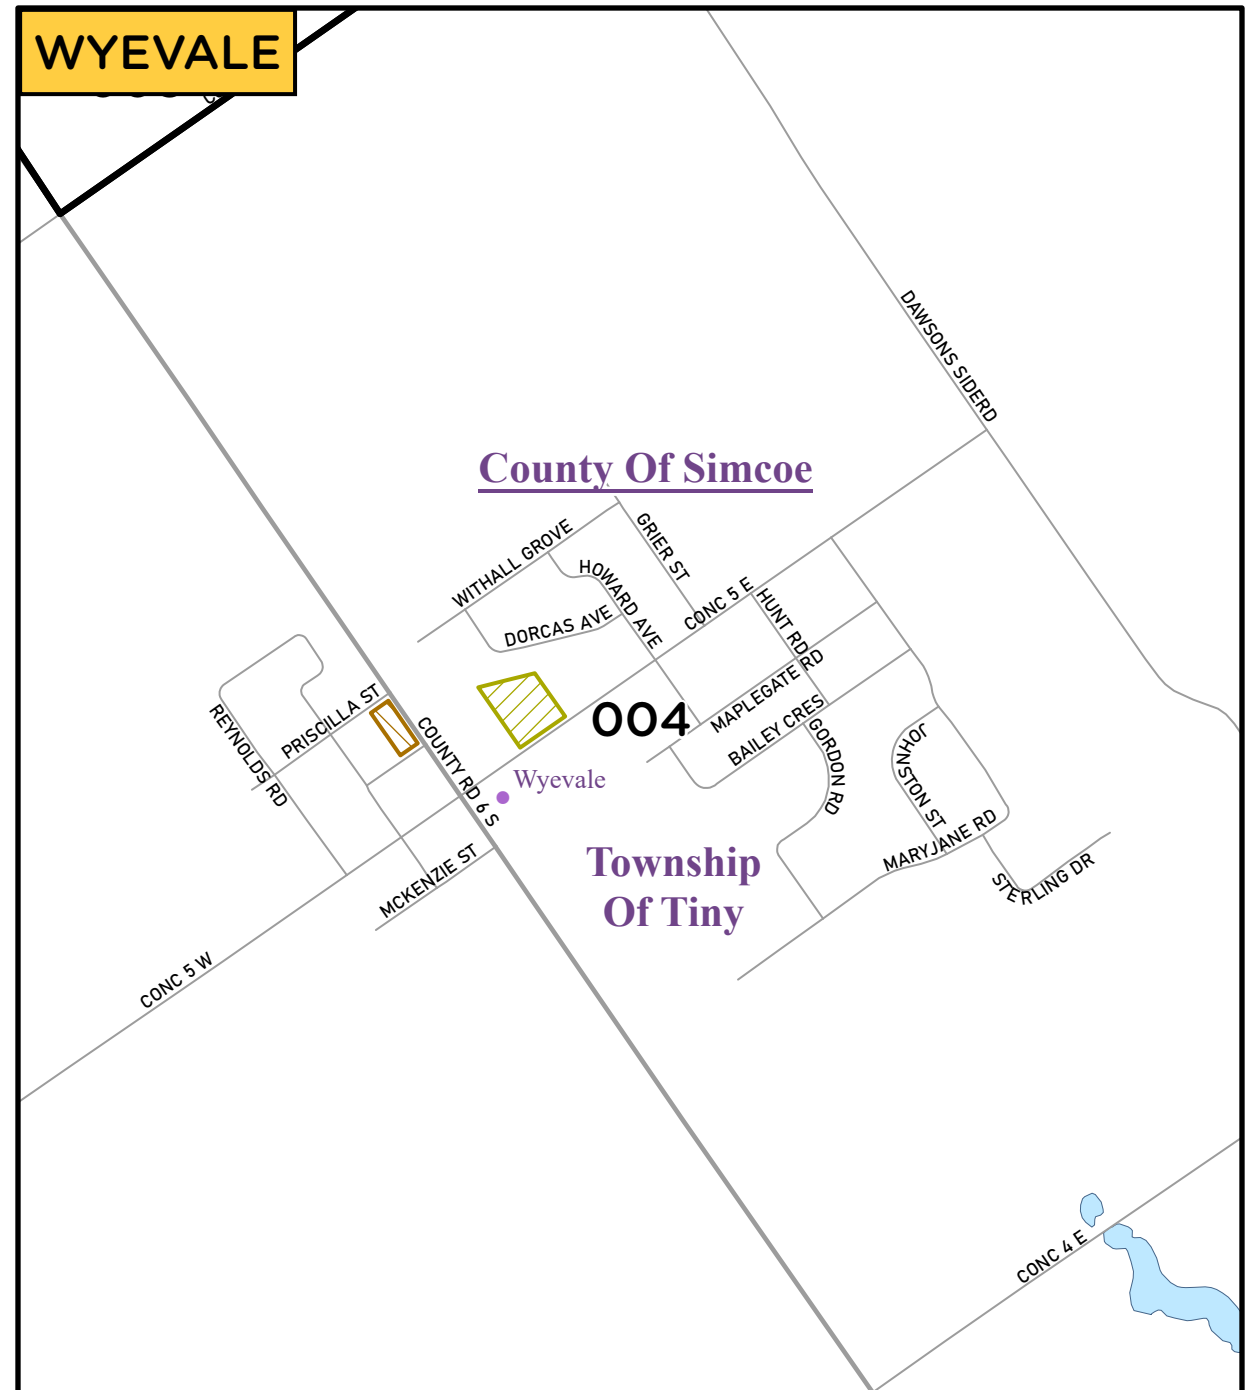 WYEVALE
DAWSONS SIDERD
County Of Simcoe
GRIER ST
WITHALL GROVE
HOWARD AVE
CONC 5 E
HUNT RD
DORCAS AVE
MAPLEGATE RD
PRISCILLA ST
REYNOLDS RD
004
BAILEY CRES
COUNTY RD 6 S
GORDON RD
JOHNSTON ST
Wyevale
MARYJANE RD
Township
Of Tiny
MCKENZIE ST
STERLING DR
CONC 5 W
CONC 4 E